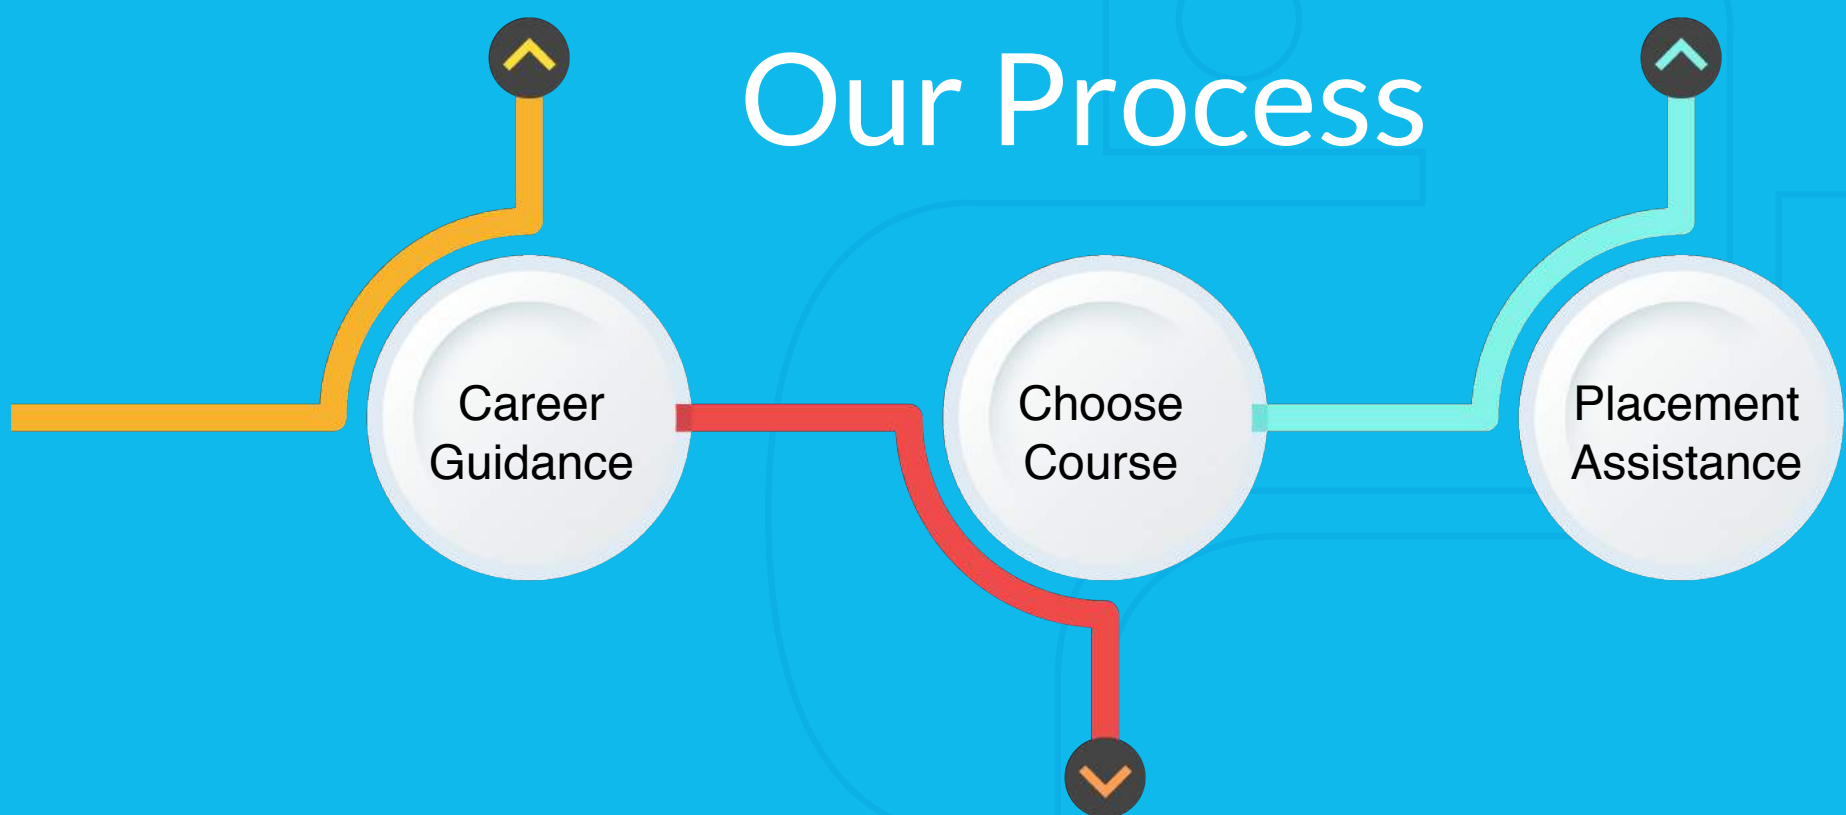 Our Process
Career
Guidance
Choose
Course
Placement
Assistance